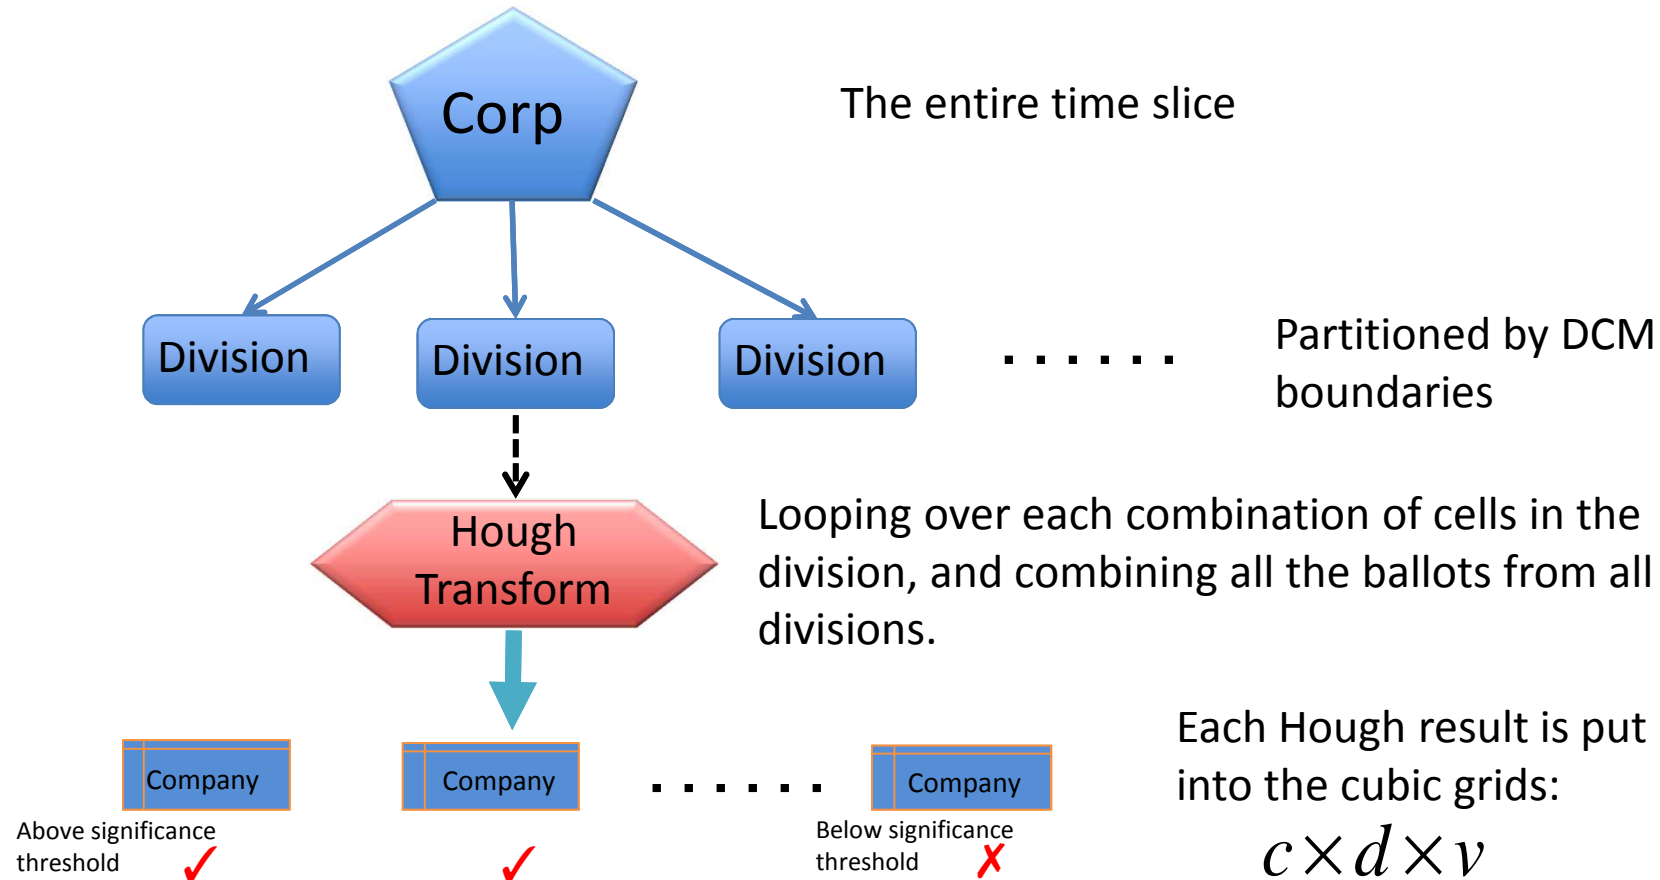 Corp
The entire time slice
Division
Division
Division
. . . . . .
Partitioned by DCM
boundaries
Hough
Transform
Looping over each combination of cells in the
division, and combining all the ballots from all
divisions.
Company
Company
. . . . . .
Company
Each Hough result is put
into the cubic grids:
c×d×v
Above significance
threshold ✓
✓
Below significance
threshold ✗